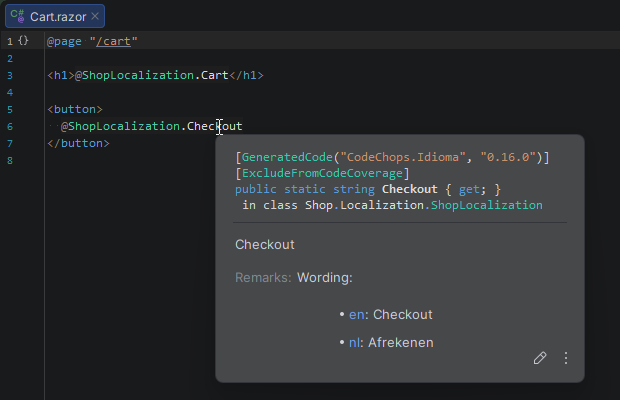 C# @ Cart.razor ×
1 {} @page "/cart"
2
3 <h1>@ShopLocalization.Cart</h1>
4
5 <button>
6 @ShopLocalization.Checkout
7 </button>
8
[GeneratedCode("CodeChops.Idioma", "0.16.0")]
[ExcludeFromCodeCoverage]
public static string Checkout { get; }
in class Shop.Localization.ShopLocalization
Checkout
Remarks: Wording:
• en: Checkout
• nl: Afrekenen